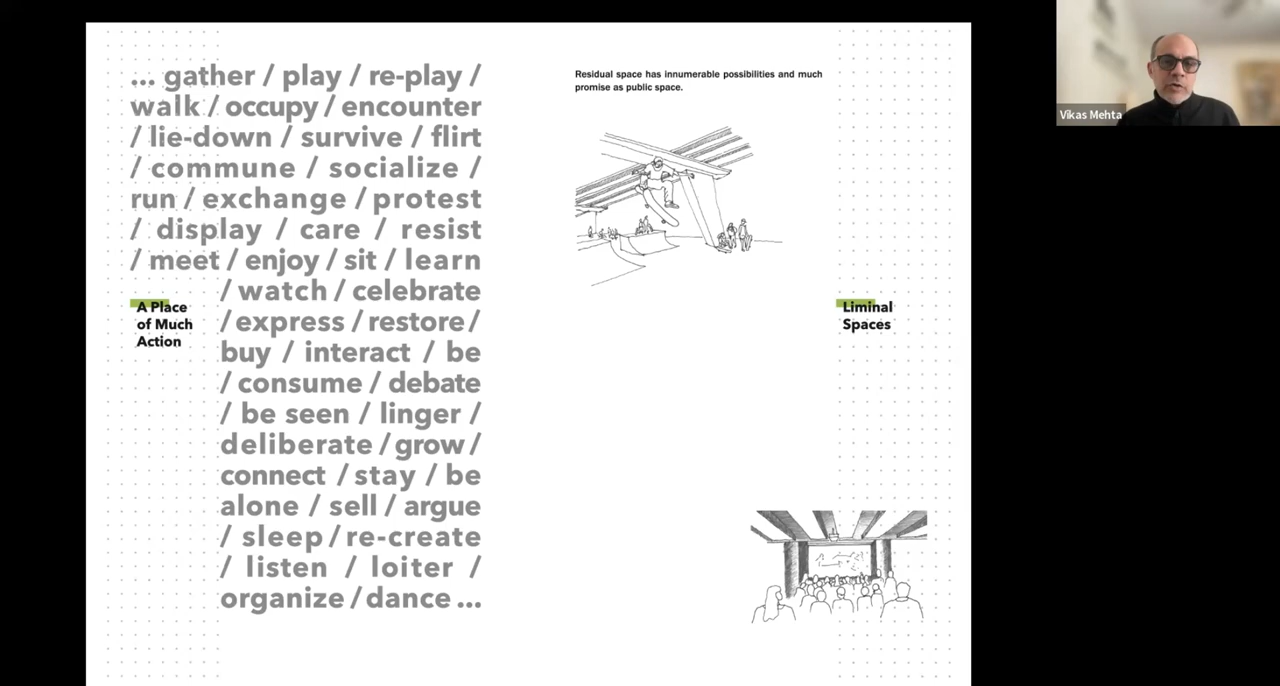 ... gather / play / re-play /
walk / occupy / encounter
/ lie-down / survive / flirt
/ commune / socialize /
run / exchange / protest
/ display / care / resist
/ meet / enjoy / sit / learn
/ watch / celebrate
/ express / restore /
buy / interact / be
/ consume / debate
/ be seen / linger /
deliberate / grow /
connect / stay / be
alone / sell / argue
/ sleep / re-create
/ listen / loiter /
organize / dance ...
A Place
of Much
Action
Residual space has innumerable possibilities and much
promise as public space.
Liminal
Spaces
Vikas Mehta